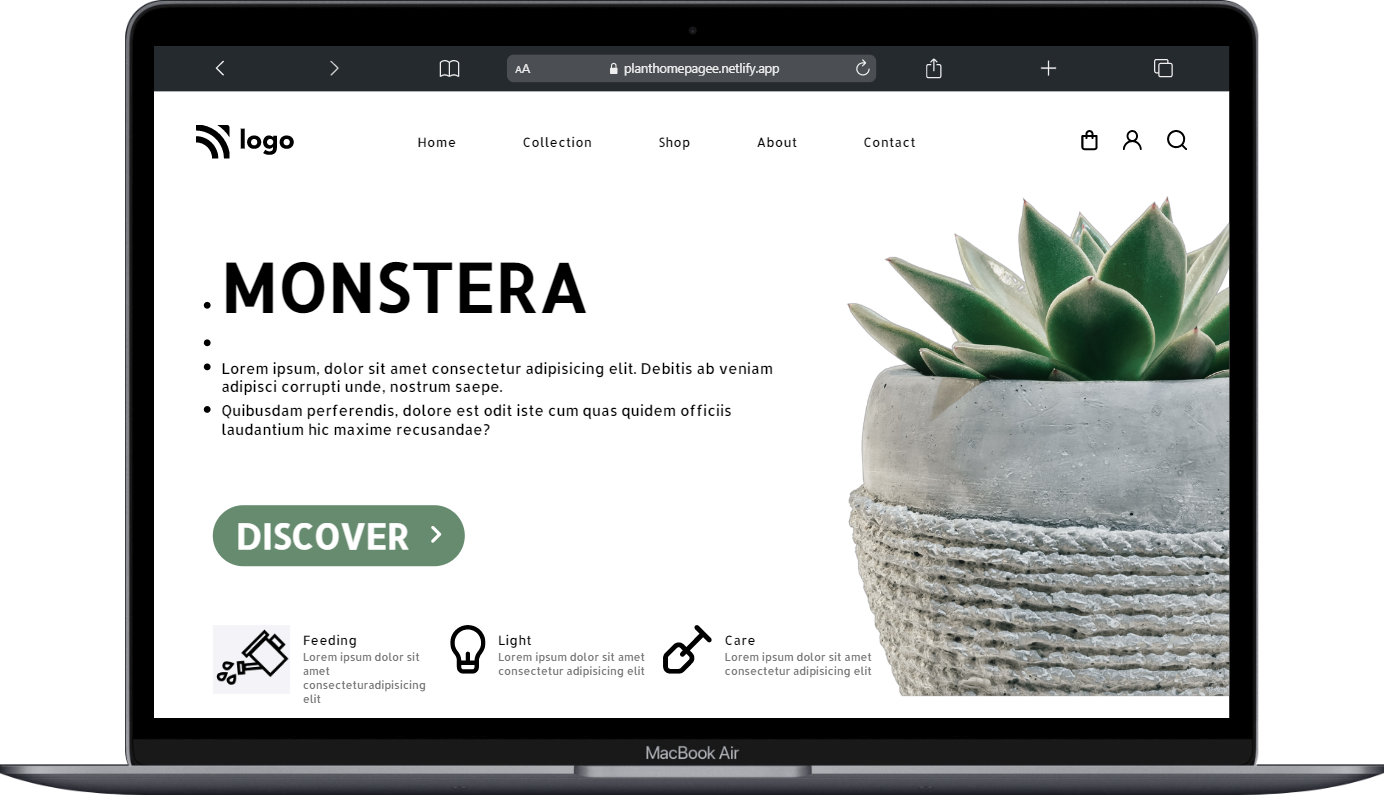 AA planthomepagee.netlify.app
logo
Home Collection Shop About Contact
MONSTERA
Lorem ipsum, dolor sit amet consectetur adipisicing elit. Debitis ab veniam
adipisci corrupti unde, nostrum saepe.
Quibusdam perferendis, dolore est odit iste cum quas quidem officiis
laudantium hic maxime recusandae?
DISCOVER
Feeding
Lorem ipsum dolor sit
amet
consecteturadipisicing
elit
Light
Lorem ipsum dolor sit amet
consectetur adipisicing elit
Care
Lorem ipsum dolor sit amet
consectetur adipisicing elit
MacBook Air